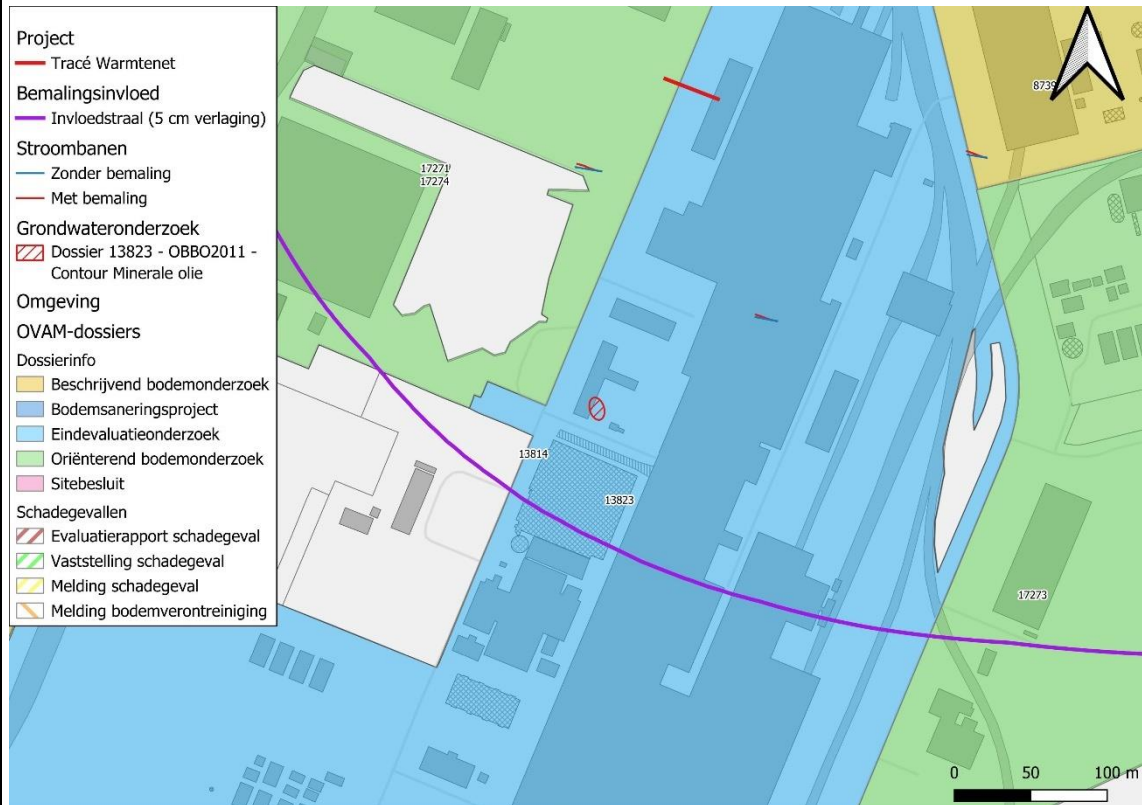 Project
Tracé Warmtenet
Bemalingsinvloed
Invloedstraal (5 cm verlaging)
Stroombanen
Zonder bemaling
Met bemaling
Grondwateronderzoek
Dossier 13823 - OBBO2011 -
Contour Minerale olie
Omgeving
OVAM-dossiers
Dossierinfo
Beschrijvend bodemonderzoek
Bodemsaneringsproject
Eindevaluatieonderzoek
Oriënterend bodemonderzoek
Sitebesluit
Schadegevallen
Evaluatierapport schadegeval
Vaststelling schadegeval
Melding schadegeval
Melding bodemverontreiniging
8739
17271
17274
13814
13823
17273
0 50 100 m